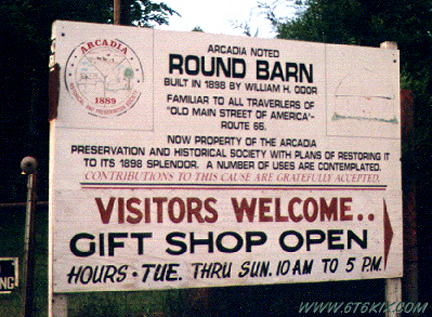 ARCADIA
1889
ARCADIA NOTED
ROUND BARN
BUILT IN 1898 BY WILLIAM H. ODOR
FAMILIAR TO ALL TRAVELERS OF
"OLD MAIN STREET OF AMERICA"-
ROUTE 66.
NOW PROPERTY OF THE ARCADIA
PRESERVATION AND HISTORICAL SOCIETY WITH PLANS OF RESTORING IT
TO ITS 1898 SPLENDOR. A NUMBER OF USES ARE CONTEMPLATED.
CONTRIBUTIONS TO THIS CAUSE ARE GRATEFULLY ACCEPTED.
VISITORS WELCOME..
GIFT SHOP OPEN
HOURS · TUE. THRU SUN. 10 AM TO 5 P.M.
WWW.6T6KIX.COM